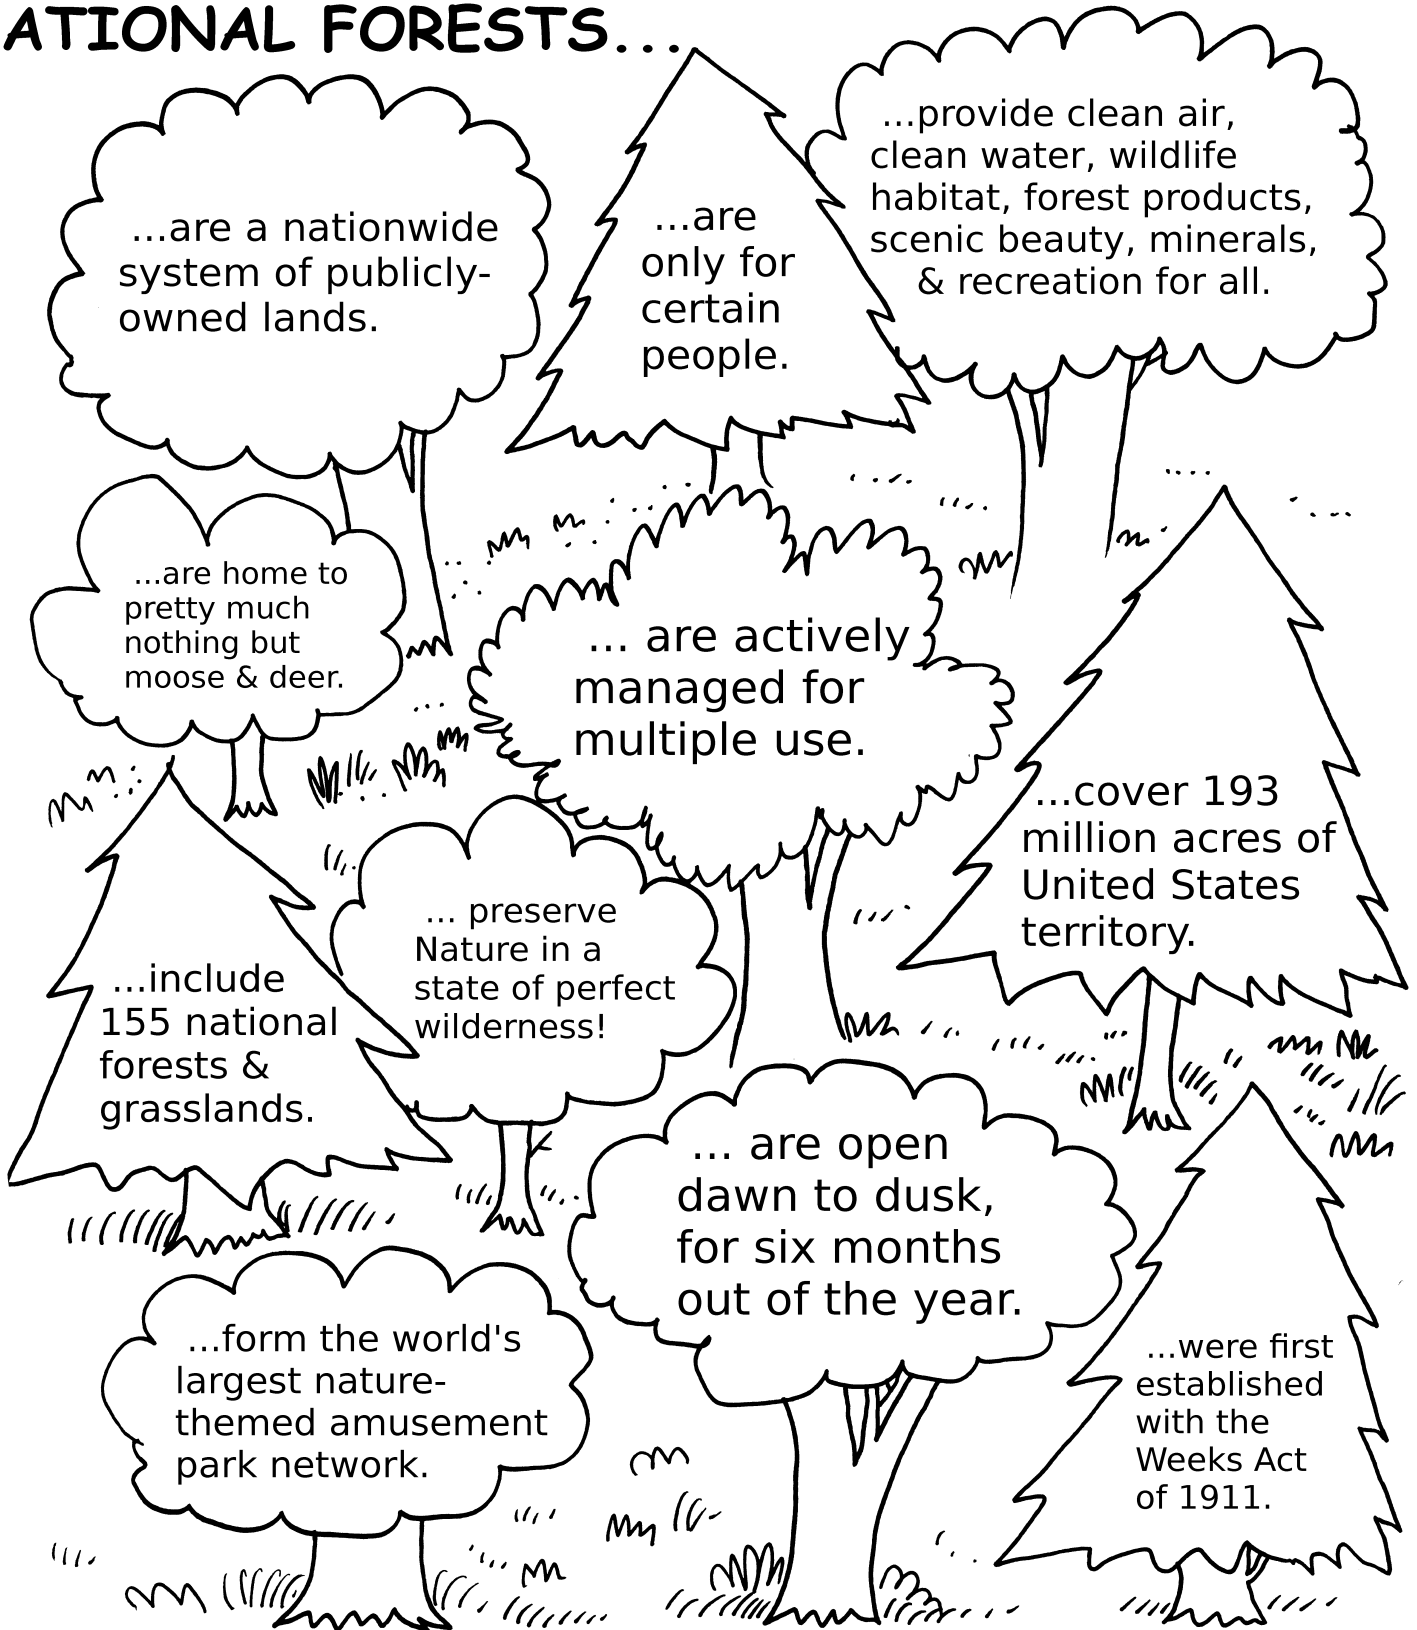 ATIONAL FORESTS...
...are a nationwide
system of publicly-
owned lands.
...are
only for
certain
people.
...provide clean air,
clean water, wildlife
habitat, forest products,
scenic beauty, minerals,
& recreation for all.
...are home to
pretty much
nothing but
moose & deer.
... are actively
managed for
multiple use.
...cover 193
million acres of
United States
territory.
...include
155 national
forests &
grasslands.
... preserve
Nature in a
state of perfect
wilderness!
... are open
dawn to dusk,
for six months
out of the year.
...form the world's
largest nature-
themed amusement
park network.
...were first
established
with the
Weeks Act
of 1911.